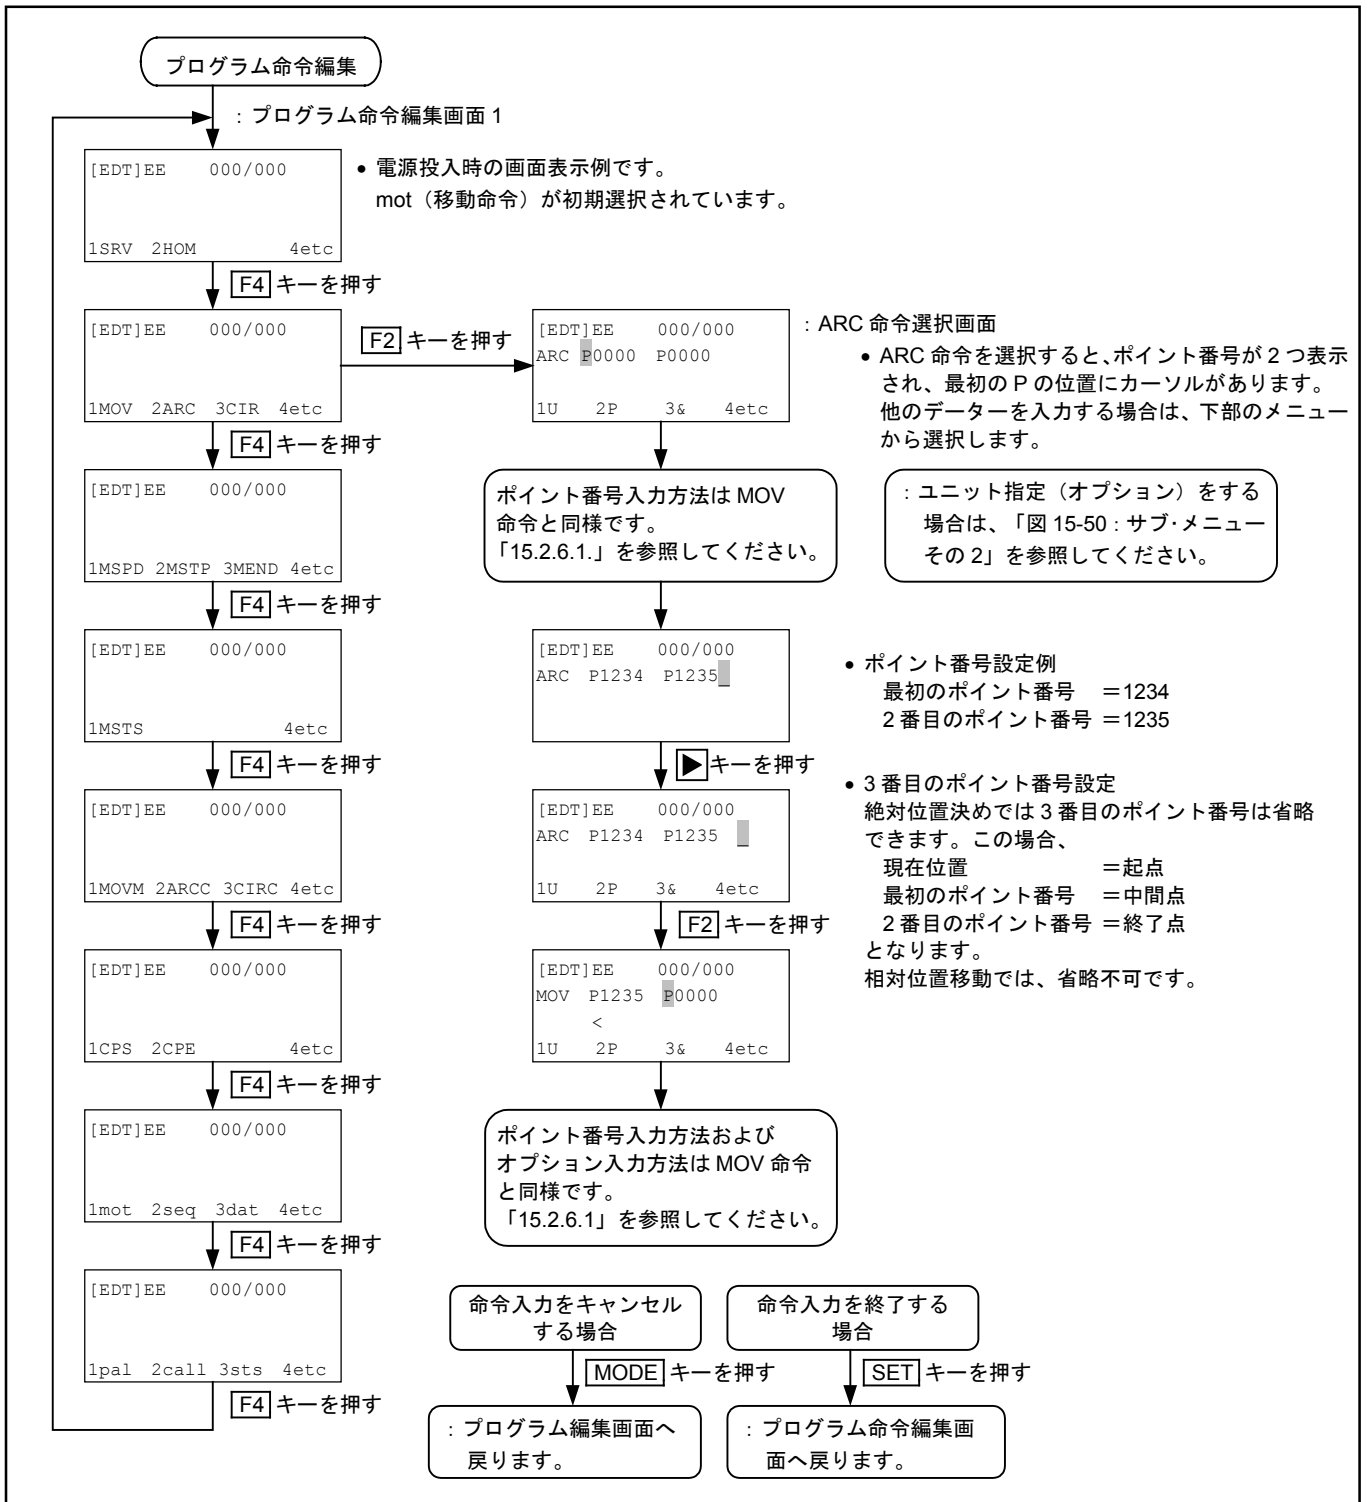 プログラム命令編集
：プログラム命令編集画面 1
[EDT]EE 000/000
1SRV 2HOM 4etc
• 電源投入時の画面表示例です。
mot（移動命令）が初期選択されています。
F4 キーを押す
[EDT]EE 000/000
1MOV 2ARC 3CIR 4etc
F2 キーを押す
[EDT]EE 000/000
ARC P0000 P0000
1U 2P 3& 4etc
：ARC 命令選択画面
• ARC 命令を選択すると、ポイント番号が 2 つ表示
され、最初の P の位置にカーソルがあります。
他のデーターを入力する場合は、下部のメニュー
から選択します。
F4 キーを押す
[EDT]EE 000/000
1MSPD 2MSTP 3MEND 4etc
ポイント番号入力方法は MOV
命令と同様です。
「15.2.6.1.」を参照してください。
：ユニット指定（オプション）をする
場合は、「図 15-50：サブ･メニュー
その 2」を参照してください。
F4 キーを押す
[EDT]EE 000/000
1MSTS 4etc
[EDT]EE 000/000
ARC P1234 P1235_
• ポイント番号設定例
最初のポイント番号 ＝1234
2 番目のポイント番号 ＝1235
F4 キーを押す
▶キーを押す
[EDT]EE 000/000
1MOVM 2ARCC 3CIRC 4etc
[EDT]EE 000/000
ARC P1234 P1235 _
1U 2P 3& 4etc
• 3 番目のポイント番号設定
絶対位置決めでは 3 番目のポイント番号は省略
できます。この場合、
現在位置 ＝起点
最初のポイント番号 ＝中間点
2 番目のポイント番号 ＝終了点
となります。
相対位置移動では、省略不可です。
F4 キーを押す
F2 キーを押す
[EDT]EE 000/000
1CPS 2CPE 4etc
[EDT]EE 000/000
MOV P1235 P0000
<
1U 2P 3& 4etc
F4 キーを押す
[EDT]EE 000/000
1mot 2seq 3dat 4etc
ポイント番号入力方法および
オプション入力方法は MOV 命令
と同様です。
「15.2.6.1」を参照してください。
F4 キーを押す
[EDT]EE 000/000
1pal 2call 3sts 4etc
F4 キーを押す
命令入力をキャンセル
する場合
MODE キーを押す
：プログラム編集画面へ
戻ります。
命令入力を終了する
場合
SET キーを押す
：プログラム命令編集画
面へ戻ります。